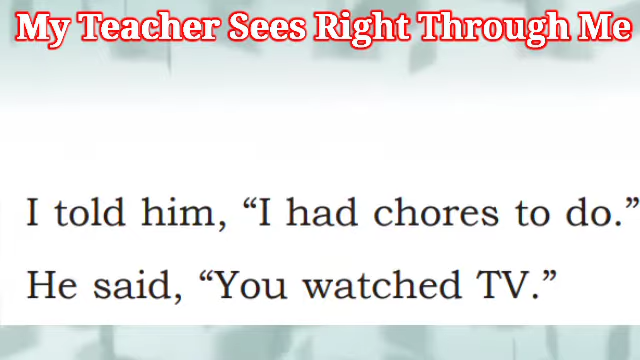 My Teacher Sees Right Through Me
I told him, “I had chores to do.”
He said, “You watched TV.”